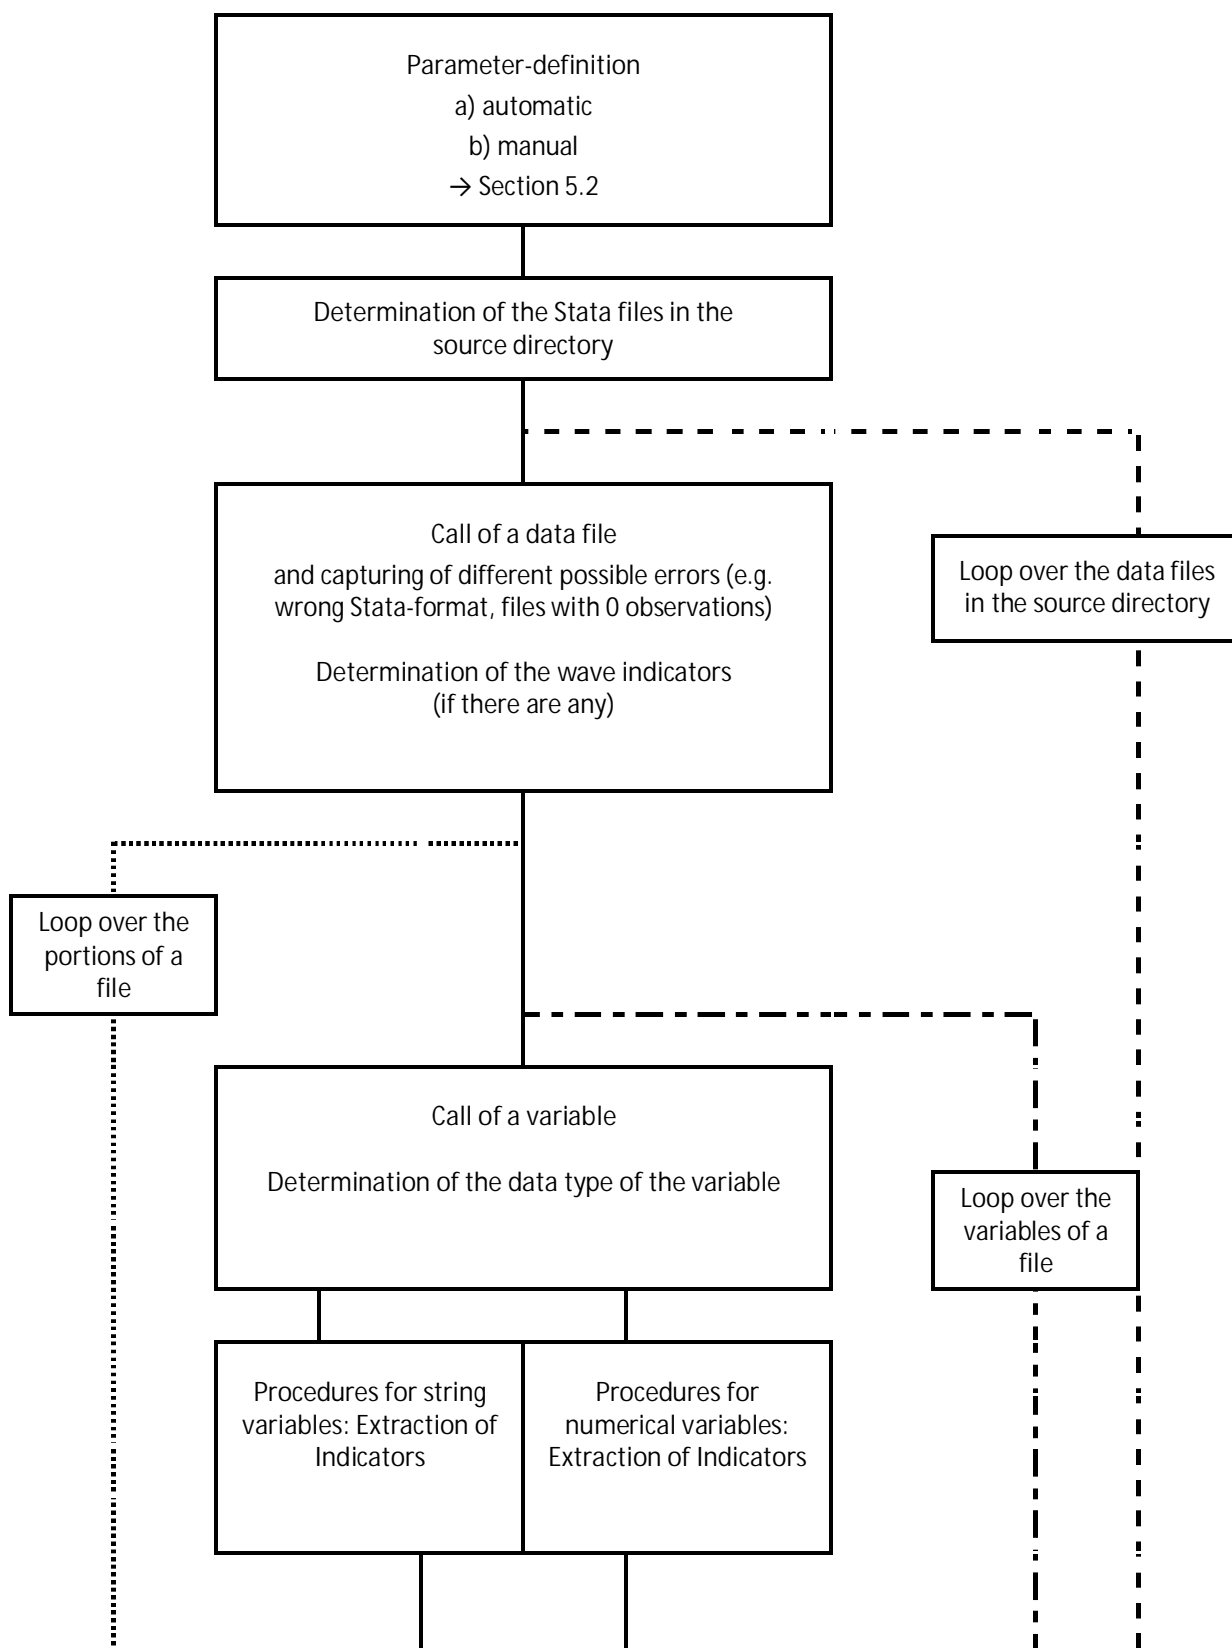 Parameter-definition
a) automatic
b) manual
→ Section 5.2
Determination of the Stata files in the
source directory
Call of a data file
and capturing of different possible errors (e.g.
wrong Stata-format, files with 0 observations)
Determination of the wave indicators
(if there are any)
Loop over the data files
in the source directory
Loop over the
portions of a
file
Call of a variable
Determination of the data type of the variable
Loop over the
variables of a
file
Procedures for string
variables: Extraction of
Indicators
Procedures for
numerical variables:
Extraction of Indicators